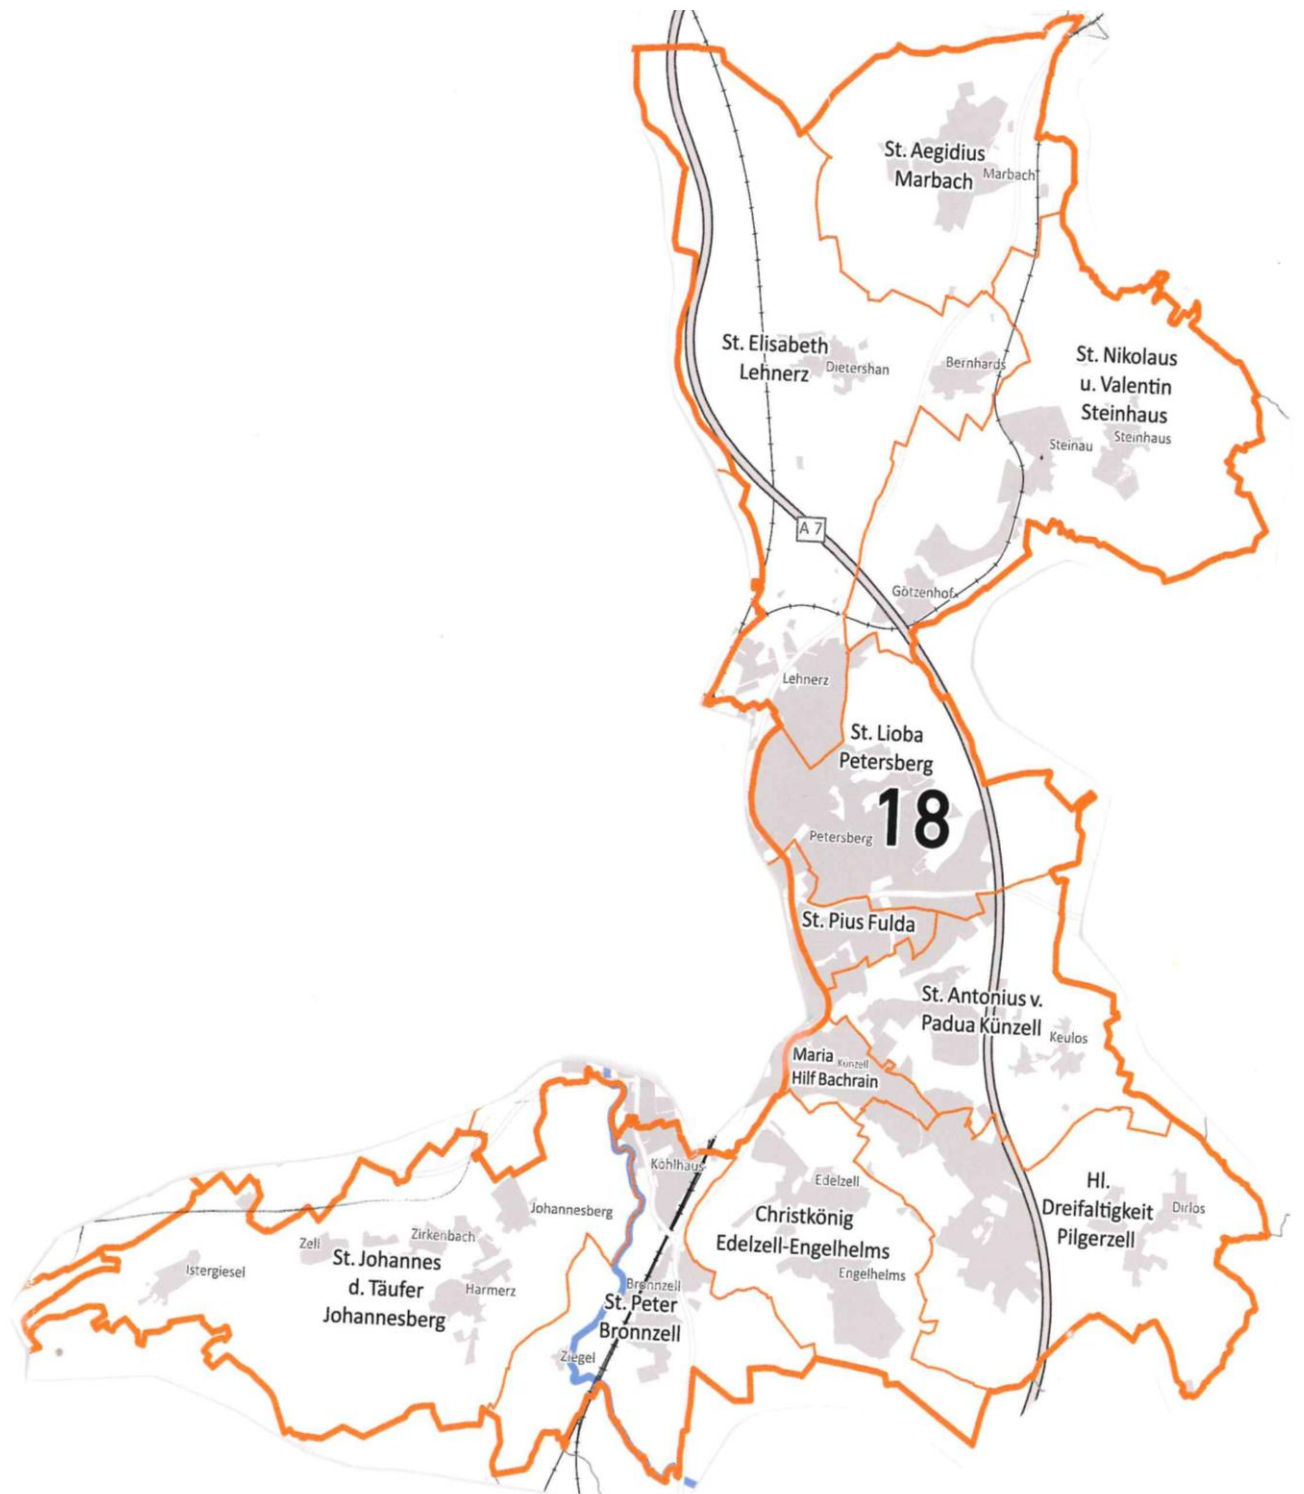 St. Aegidius
Marbach
Marbach
St. Elisabeth
Lehnerz
Dietershan
Bernhards
St. Nikolaus
u. Valentin
Steinhaus
Steinhaus
Steinau
A 7
Götzenhof
Lehnerz
St. Lioba
Petersberg
18
Petersberg
St. Pius Fulda
St. Antonius v.
Padua Künzell
Keulos
Maria
Künzell
Hilf Bachrain
Kohlhaus
Edelzell
Hl.
Dreifaltigkeit
Pilgerzell
Dirlos
Christkönig
Edelzell-Engelhelms
Engelhelms
Johannesberg
Zirkenbach
Zell
Istergiesel
St. Johannes
d. Täufer
Johannesberg
Harmerz
Bronnzell
St. Peter
Bronnzell
Ziegel